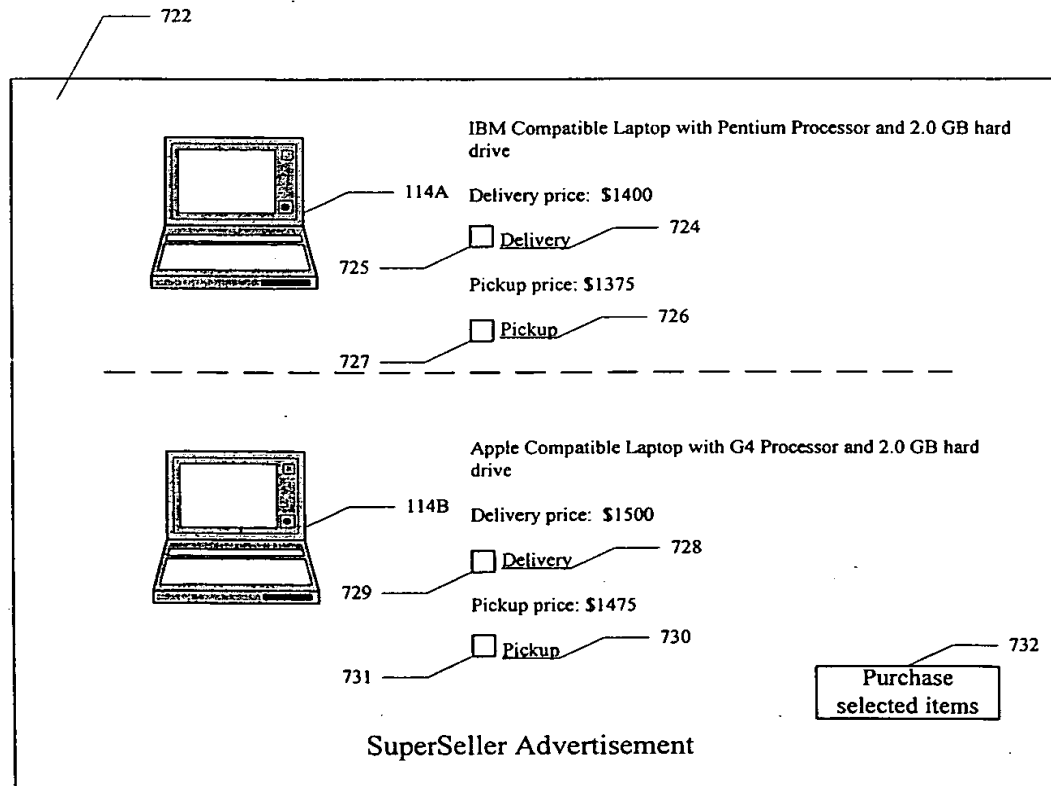 722
IBM Compatible Laptop with Pentium Processor and 2.0 GB hard
drive
114A
Delivery price: $1400
Delivery
724
725
Pickup price: $1375
Pickup
726
727
Apple Compatible Laptop with G4 Processor and 2.0 GB hard
drive
114B
Delivery price: $1500
Delivery
728
729
Pickup price: $1475
Pickup
730
731
732
Purchase
selected items
SuperSeller Advertisement